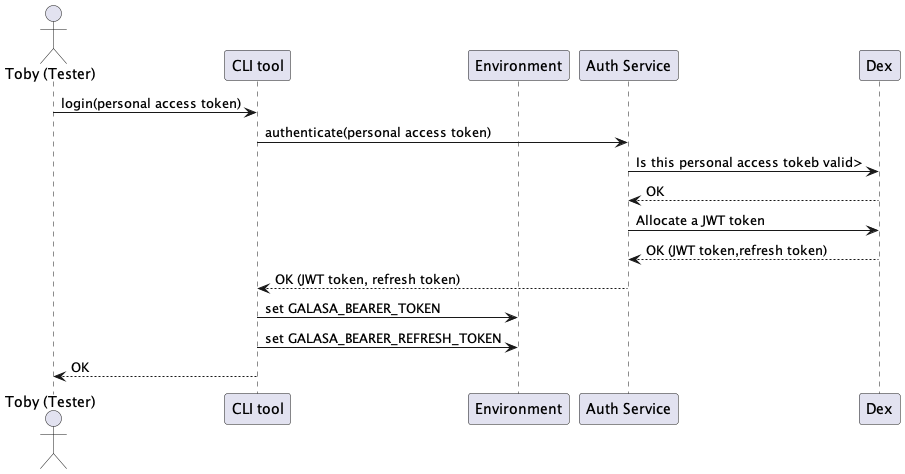 Toby (Tester)
CLI tool
Environment
Auth Service
Dex
login(personal access token)
authenticate(personal access token)
Is this personal access tokeb valid>
OK
Allocate a JWT token
OK (JWT token,refresh token)
OK (JWT token, refresh token)
set GALASA_BEARER_TOKEN
set GALASA_BEARER_REFRESH_TOKEN
OK
Toby (Tester)
CLI tool
Environment
Auth Service
Dex